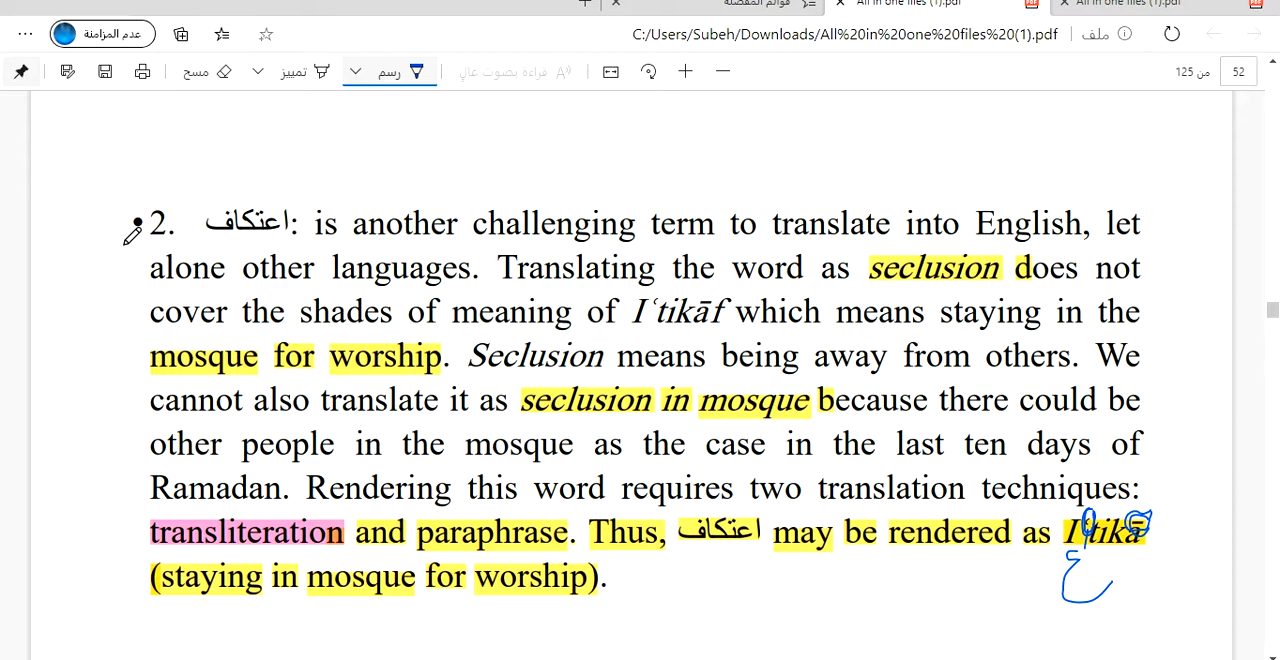 قوائم المفضلة
All in one files (1).pdf
All in one files (1).pdf
عدم المزامنة
C:/Users/Subeh/Downloads/All%20in%20one%20files%20(1).pdf
ملف
مسح
تمييز
رسم
قراءة بصوت عالٍ
52
من 125
2. اعتكاف: is another challenging term to translate into English, let
alone other languages. Translating the word as seclusion does not
cover the shades of meaning of Iʿtikāf which means staying in the
mosque for worship. Seclusion means being away from others. We
cannot also translate it as seclusion in mosque because there could be
other people in the mosque as the case in the last ten days of
Ramadan. Rendering this word requires two translation techniques:
transliteration and paraphrase. Thus, اعتكاف may be rendered as Iʿtikā
(staying in mosque for worship).
ع